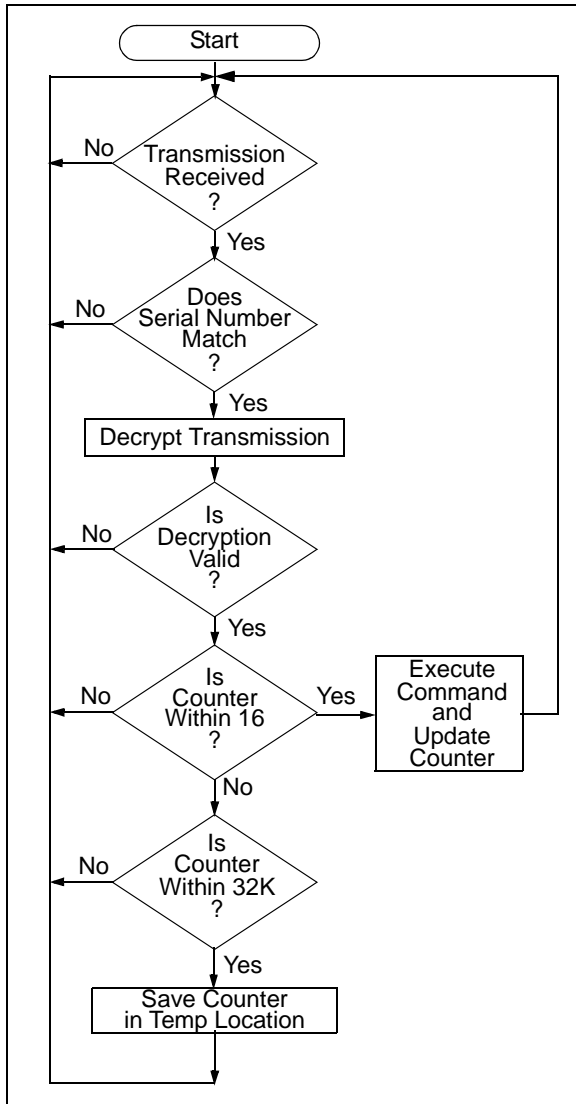 Start
No
Transmission
Received
?
Yes
No
Does
Serial Number
Match
?
Yes
Decrypt Transmission
No
Is
Decryption
Valid
?
Yes
No
Is
Counter
Within 16
?
Yes
Execute
Command
and
Update
Counter
No
No
Is
Counter
Within 32K
?
Yes
Save Counter
in Temp Location